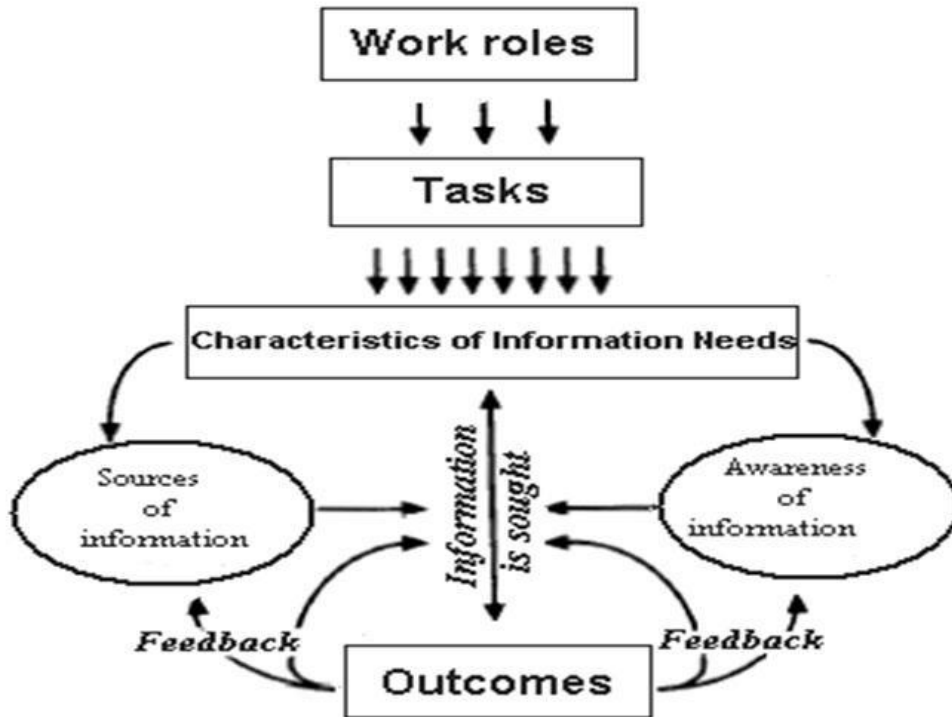 Work roles
Tasks
Characteristics of Information Needs
Sources
of
information
Information
is sought
Awareness
of
information
Feedback
Feedback
Outcomes